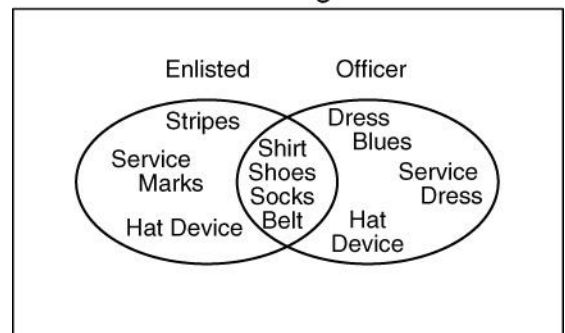 Enlisted
Officer
Stripes
Service
Marks
Hat Device
Shirt
Shoes
Socks
Belt
Dress
Blues
Service
Dress
Hat
Device